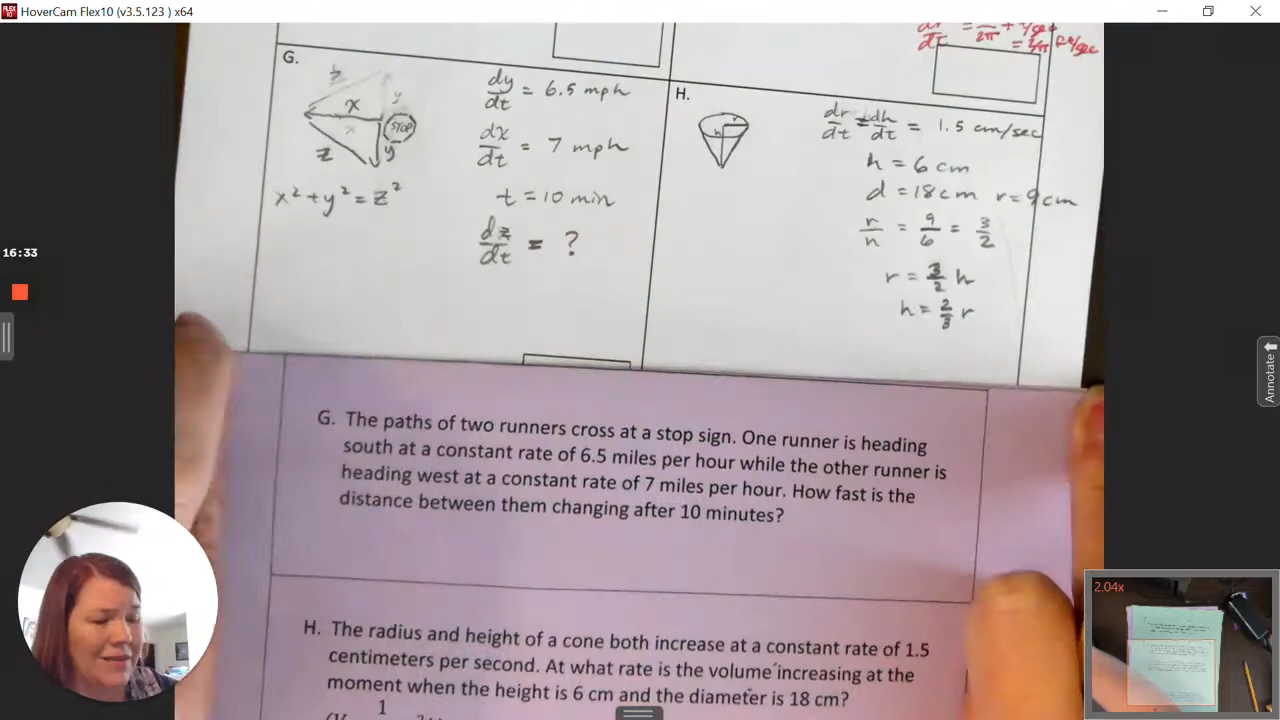 HoverCam Flex10 (v3.5.123 ) x64
G.
z
y
x
x
STOP
z
y
x² + y² = z²
dy/dt = 6.5 mph
dx/dt = 7 mph
t = 10 min
dz/dt = ?
H.
r
h
dr/dt = dh/dt = 1.5 cm/sec
h = 6 cm
d = 18 cm r = 9 cm
r/h = 9/6 = 3/2
r = 3/2 h
h = 2/3 r
16:33
Annotate
G. The paths of two runners cross at a stop sign. One runner is heading
south at a constant rate of 6.5 miles per hour while the other runner is
heading west at a constant rate of 7 miles per hour. How fast is the
distance between them changing after 10 minutes?
H. The radius and height of a cone both increase at a constant rate of 1.5
centimeters per second. At what rate is the volume increasing at the
moment when the height is 6 cm and the diameter is 18 cm?
2.04x